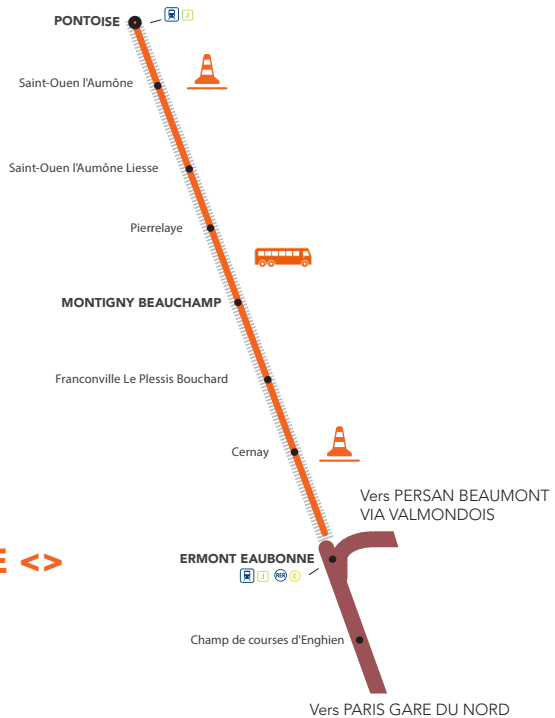 PONTOISE
J
Saint-Ouen l'Aumône
Saint-Ouen l'Aumône Liesse
Pierrelaye
MONTIGNY BEAUCHAMP
Franconville Le Plessis Bouchard
Cernay
Vers PERSAN BEAUMONT
VIA VALMONDOIS
E <>
ERMONT EAUBONNE
J RER C
Champ de courses d'Enghien
Vers PARIS GARE DU NORD